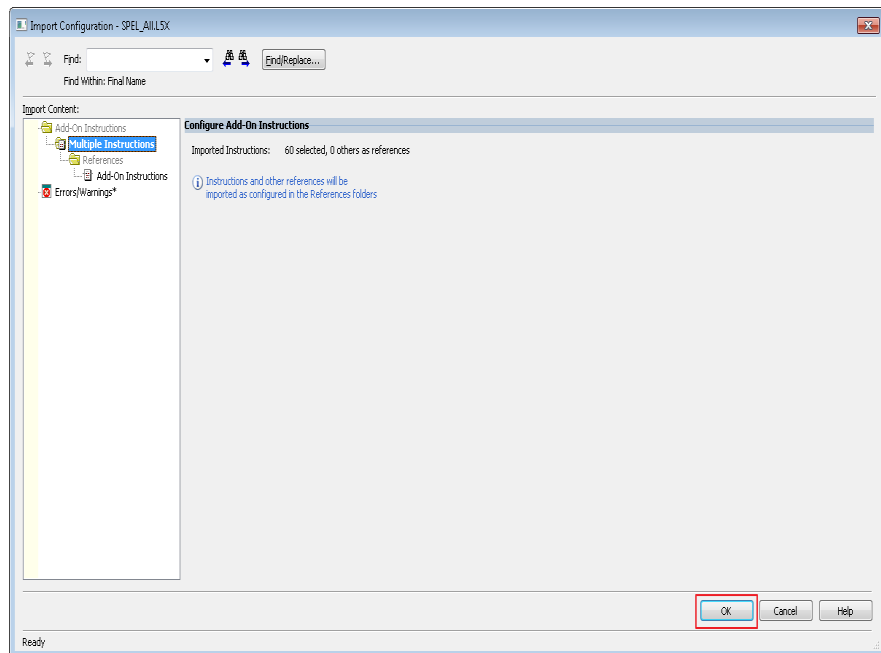 Import Configuration - SPEL_All.L5X
Find:
Find/Replace...
Find Within: Final Name
Import Content:
Add-On Instructions
Multiple Instructions
References
Add-On Instructions
Errors/Warnings*
Configure Add-On Instructions
Imported Instructions: 60 selected, 0 others as references
Instructions and other references will be
imported as configured in the References folders
OK Cancel Help
Ready